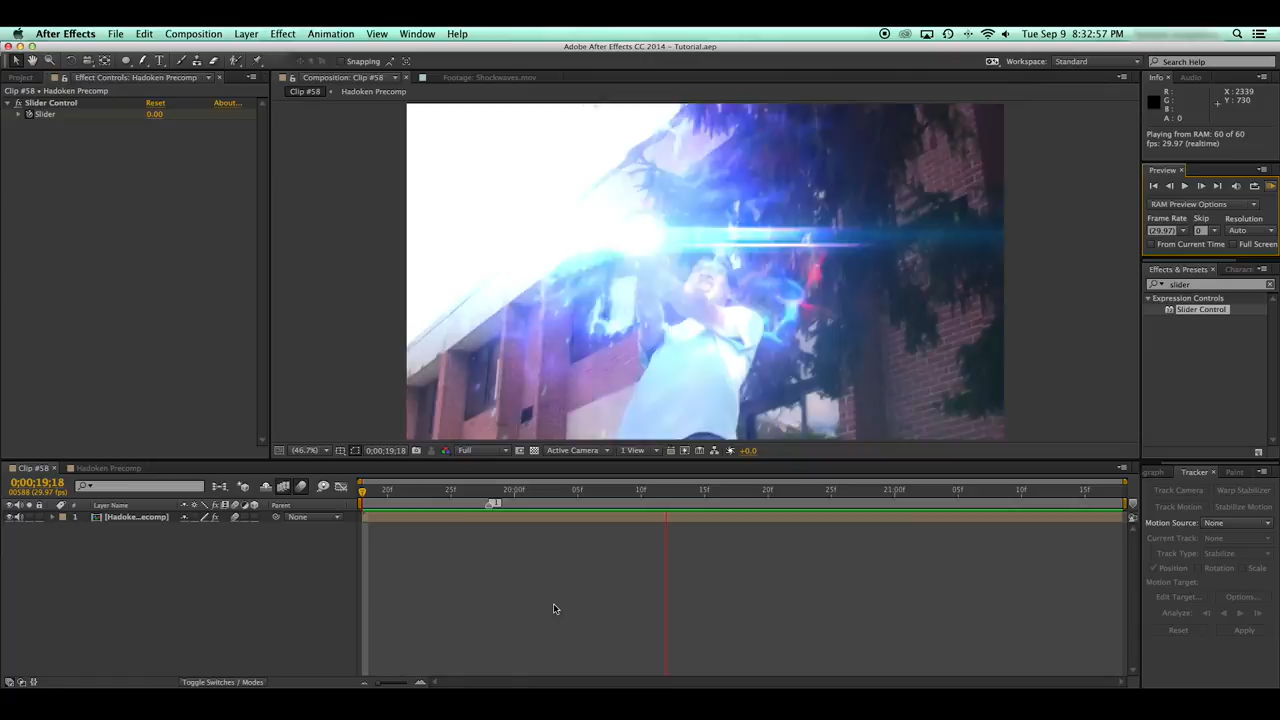 After Effects File Edit Composition Layer Effect Animation View Window Help Tue Sep 9 8:32:57 PM
Adobe After Effects CC 2014 - Tutorial.aep
Snapping Workspace: Standard Search Help
Project Effect Controls: Hadoken Precomp Composition: Clip #58 Footage: Shockwaves.mov Info Audio
Clip #58 • Hadoken Precomp
Clip #58 Hadoken Precomp
fx Slider Control Reset About...
Slider 0.00
R:
G:
B:
A: 0
X: 2339
Y: 730
Playing from RAM: 60 of 60
fps: 29.97 (realtime)
Preview
RAM Preview Options
Frame Rate Skip Resolution
(29.97) 0 Auto
From Current Time Full Screen
Effects & Presets Charact
slider
Expression Controls
Slider Control
(46.7%) 0;00;19;18 Full Active Camera 1 View +0.0
Clip #58 Hadoken Precomp
0;00;19;18
00588 (29.97 fps)
20f 25f 20:00f 05f 10f 15f 20f 25f 21:00f 05f 10f 15f
1
# Layer Name Parent
1 [Hadoke...ecomp] None
Toggle Switches / Modes
graph Tracker Paint
Track Camera Warp Stabilizer
Track Motion Stabilize Motion
Motion Source: None
Current Track: None
Track Type: Stabilize
Position Rotation Scale
Motion Target:
Edit Target... Options...
Analyze:
Reset Apply